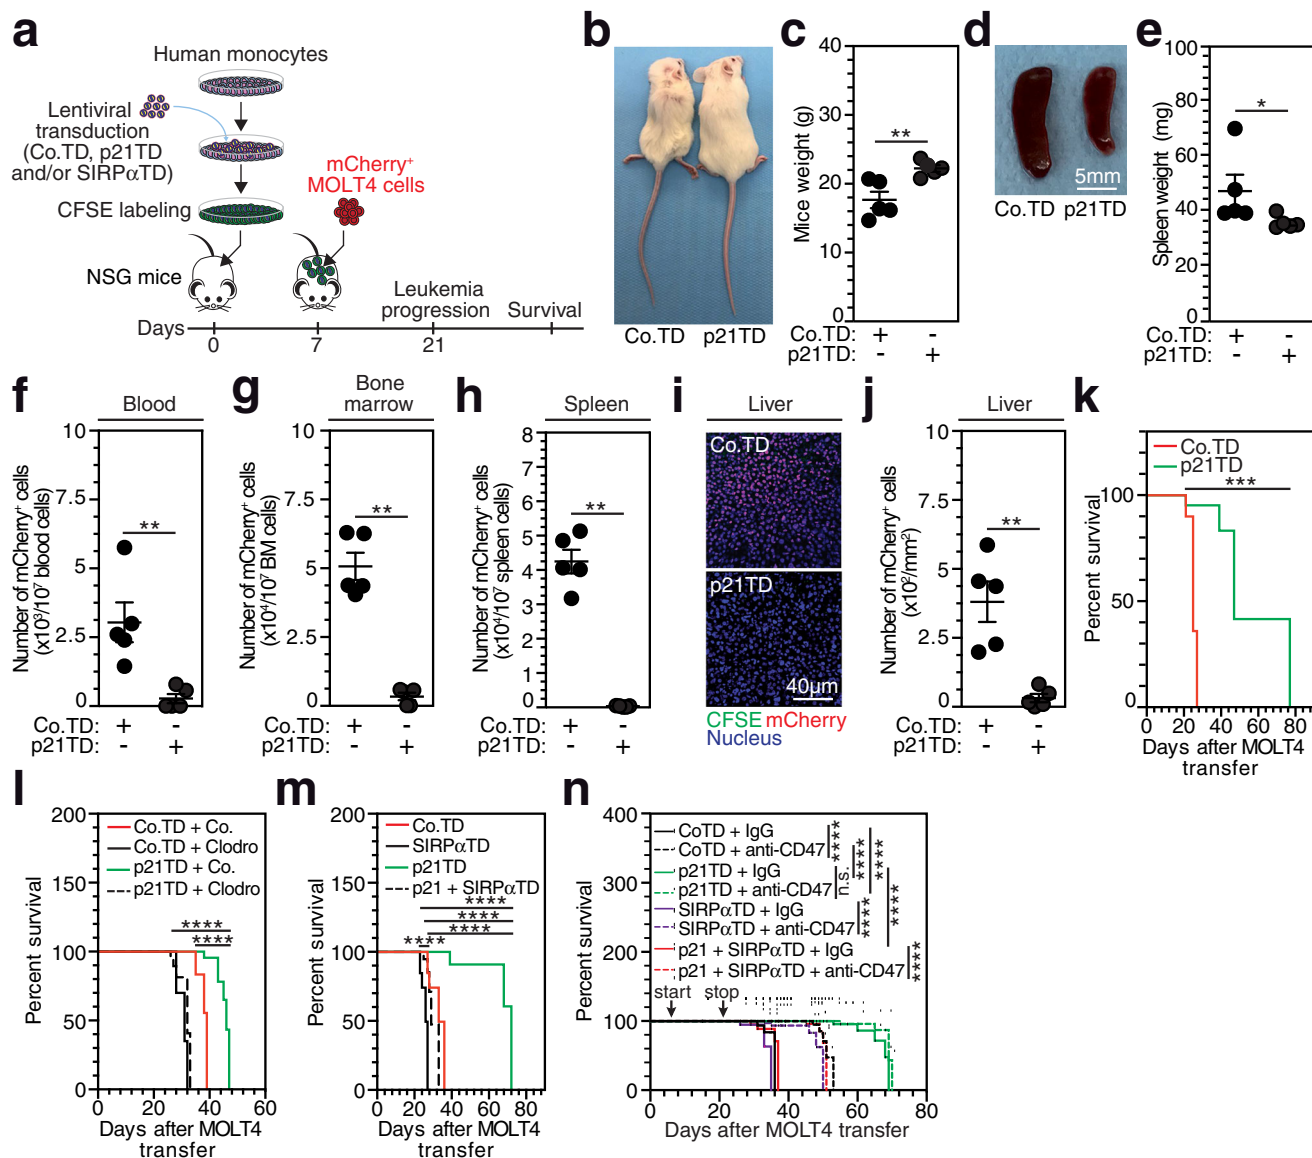 a
Human monocytes
Lentiviral
transduction
(Co.TD, p21TD
and/or SIRPαTD)
mCherry⁺
MOLT4 cells
CFSE labeling
NSG mice
Leukemia
progression
Survival
Days
0
7
21
b
Co.TD
p21TD
c
Mice weight (g)
40
30
20
10
0
**
Co.TD: + -
p21TD: - +
d
5mm
Co.TD p21TD
e
Spleen weight (mg)
100
80
60
40
20
0
*
Co.TD: + -
p21TD: - +
f
Blood
Number of mCherry⁺ cells
(x10³/10⁷ blood cells)
10
7.5
5
2.5
0
**
Co.TD: + -
p21TD: - +
g
Bone
marrow
Number of mCherry⁺ cells
(x10⁴/10⁷ BM cells)
10
7.5
5
2.5
0
**
+ -
- +
h
Spleen
Number of mCherry⁺ cells
(x10⁴/10⁷ spleen cells)
8
7
6
5
4
3
2
1
0
**
+ -
- +
i
Liver
Co.TD
p21TD
40µm
CFSE mCherry
Nucleus
j
Liver
Number of mCherry⁺ cells
(x10²/mm²)
10
7.5
5
2.5
0
**
Co.TD: + -
p21TD: - +
k
Co.TD
p21TD
***
Percent survival
100
50
0
0 20 40 60 80
Days after MOLT4
transfer
l
Percent survival
200
150
100
50
0
Co.TD + Co.
Co.TD + Clodro
p21TD + Co.
p21TD + Clodro
****
****
0 20 40 60
Days after MOLT4
transfer
m
Percent survival
200
150
100
50
0
Co.TD
SIRPαTD
p21TD
p21 + SIRPαTD
****
****
****
****
0 20 40 60 80
Days after MOLT4
transfer
n
Percent survival
400
300
200
100
0
CoTD + IgG
CoTD + anti-CD47
p21TD + IgG
p21TD + anti-CD47
SIRPαTD + IgG
SIRPαTD + anti-CD47
p21 + SIRPαTD + IgG
p21 + SIRPαTD + anti-CD47
****
****
****
n.s.
****
****
****
start stop
0 20 40 60 80
Days after MOLT4 transfer